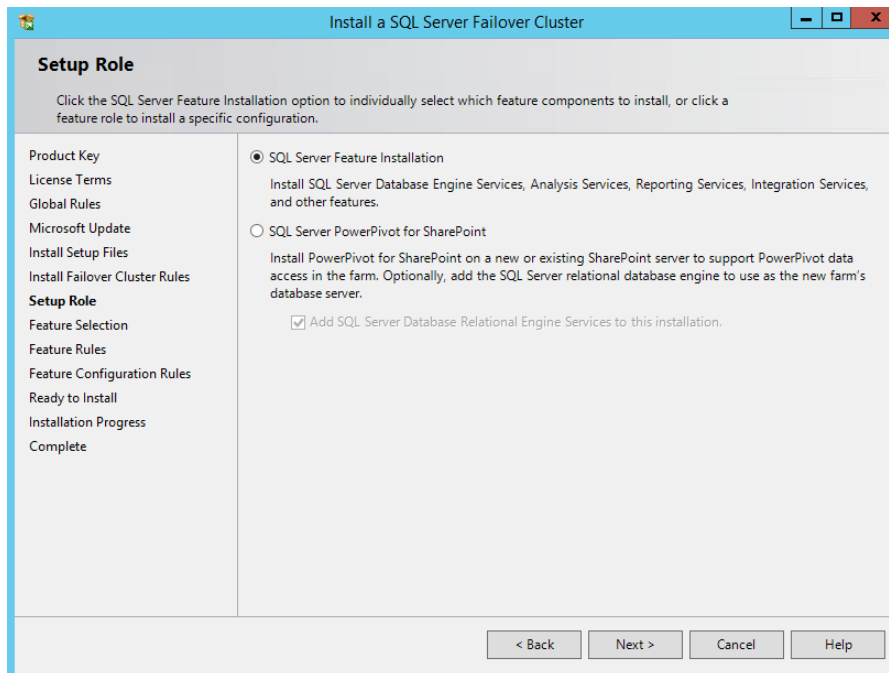 Install a SQL Server Failover Cluster
Setup Role
Click the SQL Server Feature Installation option to individually select which feature components to install, or click a
feature role to install a specific configuration.
Product Key
License Terms
Global Rules
Microsoft Update
Install Setup Files
Install Failover Cluster Rules
Setup Role
Feature Selection
Feature Rules
Feature Configuration Rules
Ready to Install
Installation Progress
Complete
SQL Server Feature Installation
Install SQL Server Database Engine Services, Analysis Services, Reporting Services, Integration Services,
and other features.
SQL Server PowerPivot for SharePoint
Install PowerPivot for SharePoint on a new or existing SharePoint server to support PowerPivot data
access in the farm. Optionally, add the SQL Server relational database engine to use as the new farm's
database server.
Add SQL Server Database Relational Engine Services to this installation.
< Back
Next >
Cancel
Help